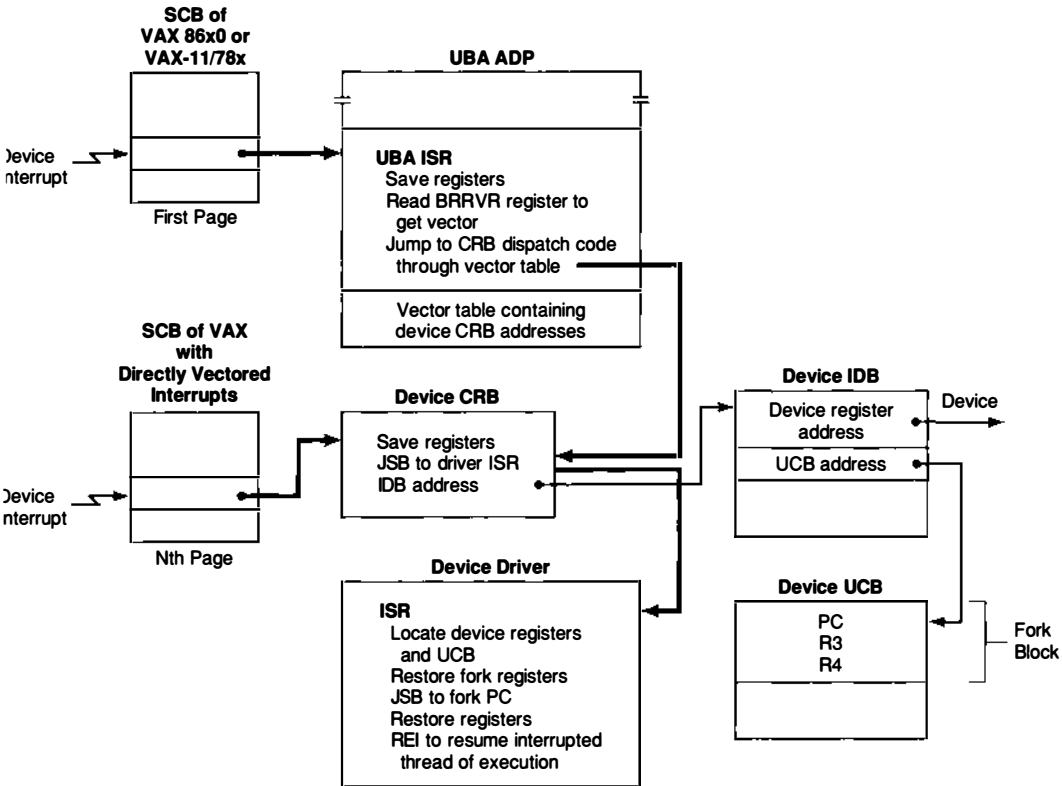 SCB of
VAX 86x0 or
VAX-11/78x
UBA ADP
Device
Interrupt
First Page
UBA ISR
Save registers
Read BRRVR register to
get vector
Jump to CRB dispatch code
through vector table
Vector table containing
device CRB addresses
SCB of VAX
with
Directly Vectored
Interrupts
Device
Interrupt
Nth Page
Device CRB
Save registers
JSB to driver ISR
IDB address
Device IDB
Device register
address
UCB address
Device
Device Driver
ISR
Locate device registers
and UCB
Restore fork registers
JSB to fork PC
Restore registers
REI to resume interrupted
thread of execution
Device UCB
PC
R3
R4
Fork
Block